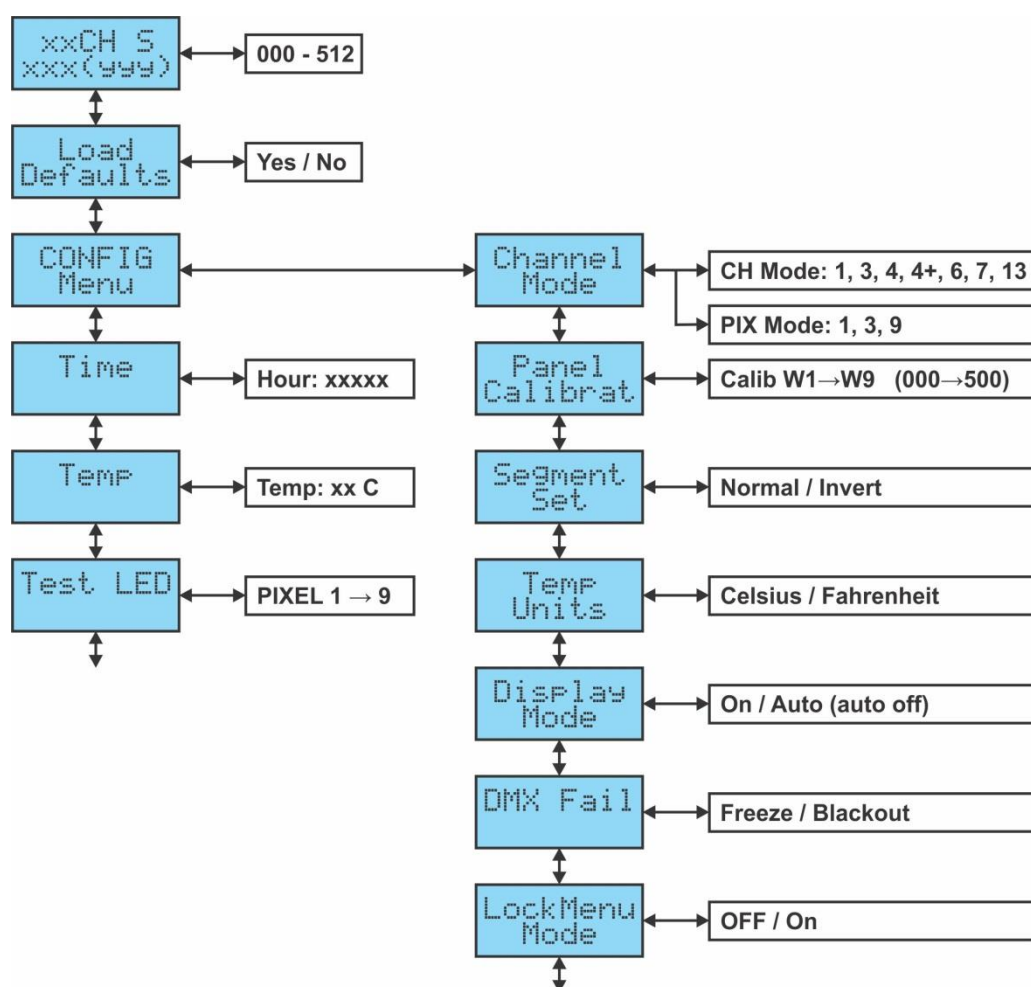 xxCH S
xxx(yyy)
000 - 512
Load
Defaults
Yes / No
CONFIG
Menu
Time
Hour: xxxxx
Temp
Temp: xx C
Test LED
PIXEL 1 → 9
Channel
Mode
CH Mode: 1, 3, 4, 4+, 6, 7, 13
PIX Mode: 1, 3, 9
Panel
Calibrat
Calib W1→W9 (000→500)
Segment
Set
Normal / Invert
Temp
Units
Celsius / Fahrenheit
Display
Mode
On / Auto (auto off)
DMX Fail
Freeze / Blackout
LockMenu
Mode
OFF / On